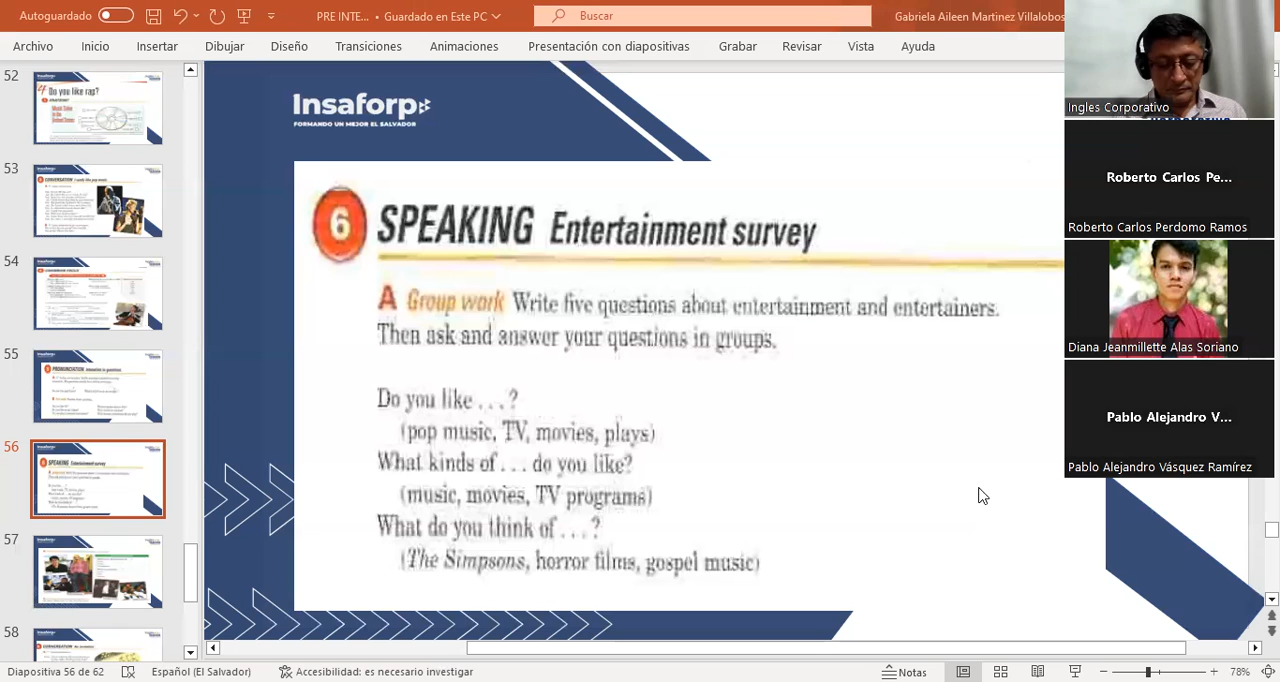 Autoguardado
PRE INTE... • Guardado en Este PC
Buscar
Gabriela Aileen Martinez Villalobos
Archivo Inicio Insertar Dibujar Diseño Transiciones Animaciones Presentación con diapositivas Grabar Revisar Vista Ayuda
52
Do you like rap?
53
54
55
56
57
58
Insaforp
FORMANDO UN MEJOR EL SALVADOR
6 SPEAKING Entertainment survey
A Group work Write five questions about entertainment and entertainers.
Then ask and answer your questions in groups.
Do you like . . . ?
(pop music, TV, movies, plays)
What kinds of . . . do you like?
(music, movies, TV programs)
What do you think of . . . ?
(The Simpsons, horror films, gospel music)
Ingles Corporativo
Roberto Carlos Pe...
Roberto Carlos Perdomo Ramos
Diana Jeanmillette Alas Soriano
Pablo Alejandro V...
Pablo Alejandro Vásquez Ramírez
Diapositiva 56 de 62
Español (El Salvador)
Accesibilidad: es necesario investigar
Notas
78%